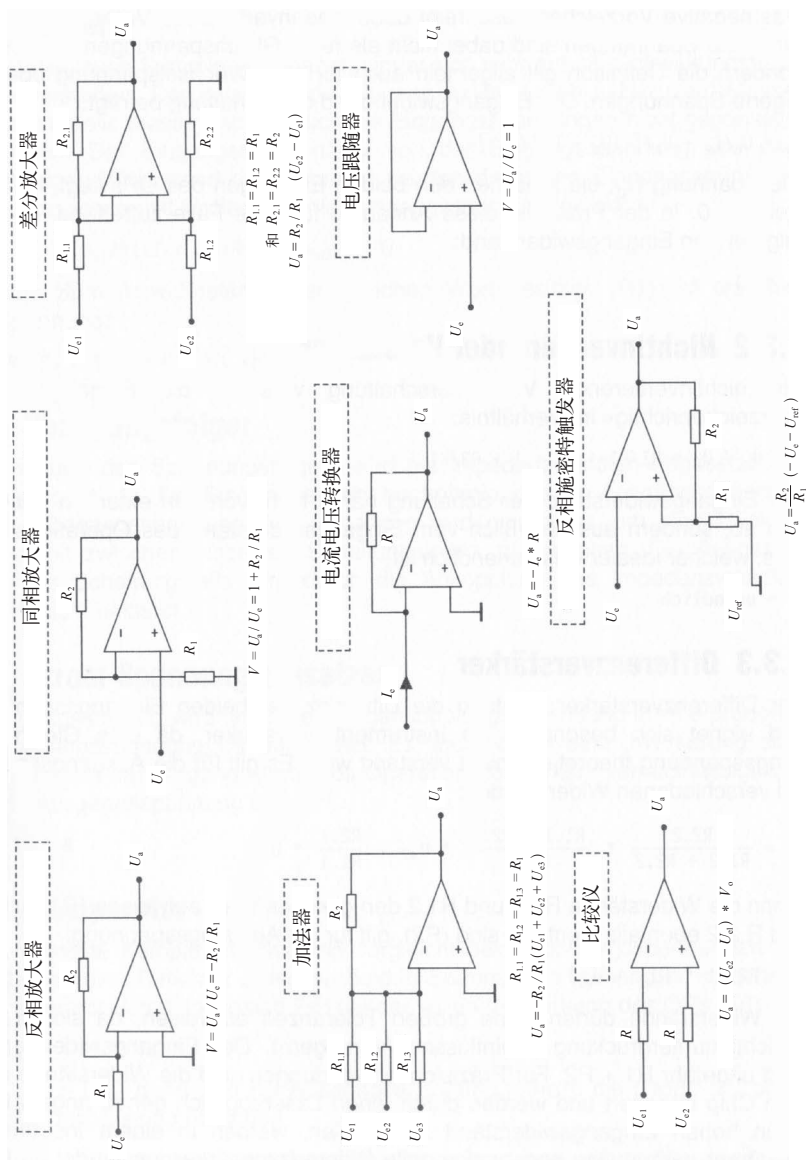 反相放大器
R₁
R₂
Uₑ
Uₐ
−
+
V = Uₐ/Uₑ = −R₂/R₁
同相放大器
R₂
Uₑ
Uₐ
−
+
R₁
V = Uₐ/Uₑ = 1 + R₂/R₁
差分放大器
Uₑ₁
R₁.₁
R₂.₁
Uₐ
−
+
Uₑ₂
R₁.₂
R₂.₂
R₁.₁ = R₁.₂ = R₁
和 R₂.₁ = R₂.₂ = R₂
Uₐ = R₂/R₁ (Uₑ₂ − Uₑ₁)
加法器
Uₑ₁
R₁.₁
R₂
Uₑ₂
R₁.₂
Uₑ₃
R₁.₃
Uₐ
−
+
R₁.₁ = R₁.₂ = R₁.₃ = R₁
Uₐ = −R₂/R₁(Uₑ₁ + Uₑ₂ + Uₑ₃)
电流电压转换器
R
Iₑ
Uₐ
−
+
Uₐ = −Iₑ * R
电压跟随器
Uₑ
Uₐ
−
+
V = Uₐ/Uₑ = 1
比较仪
Uₑ₁
R
Uₑ₂
R
Uₐ
−
+
Uₐ = (Uₑ₂ − Uₑ₁) * Vₒ
反相施密特触发器
Uₑ
Uₐ
−
+
R₂
R₁
U_ref
Uₐ = R₂/R₁ (− Uₑ − U_ref)